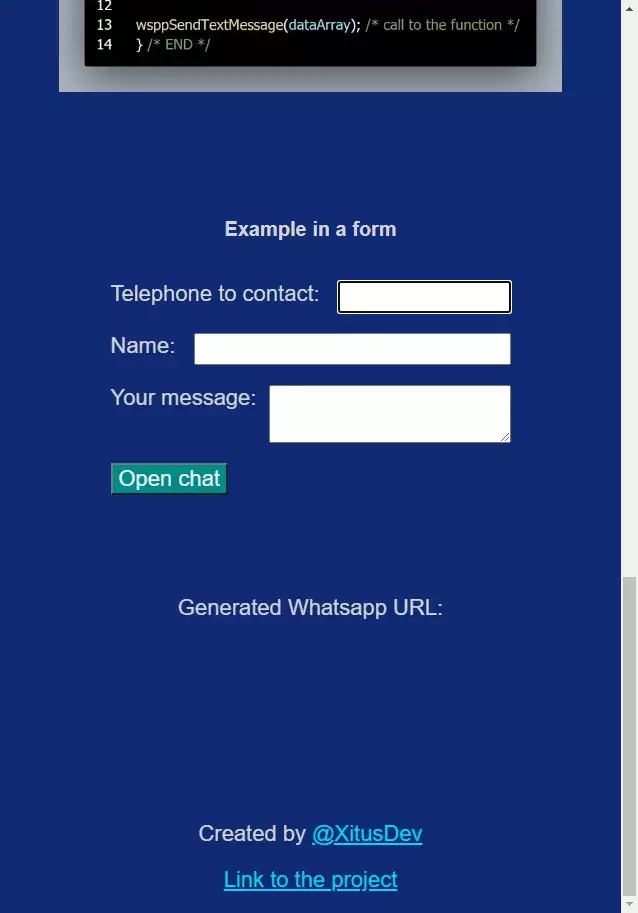 12
13 wsppSendTextMessage(dataArray); /* call to the function */
14 } /* END */
Example in a form
Telephone to contact:
Name:
Your message:
Open chat
Generated Whatsapp URL:
Created by @XitusDev
Link to the project